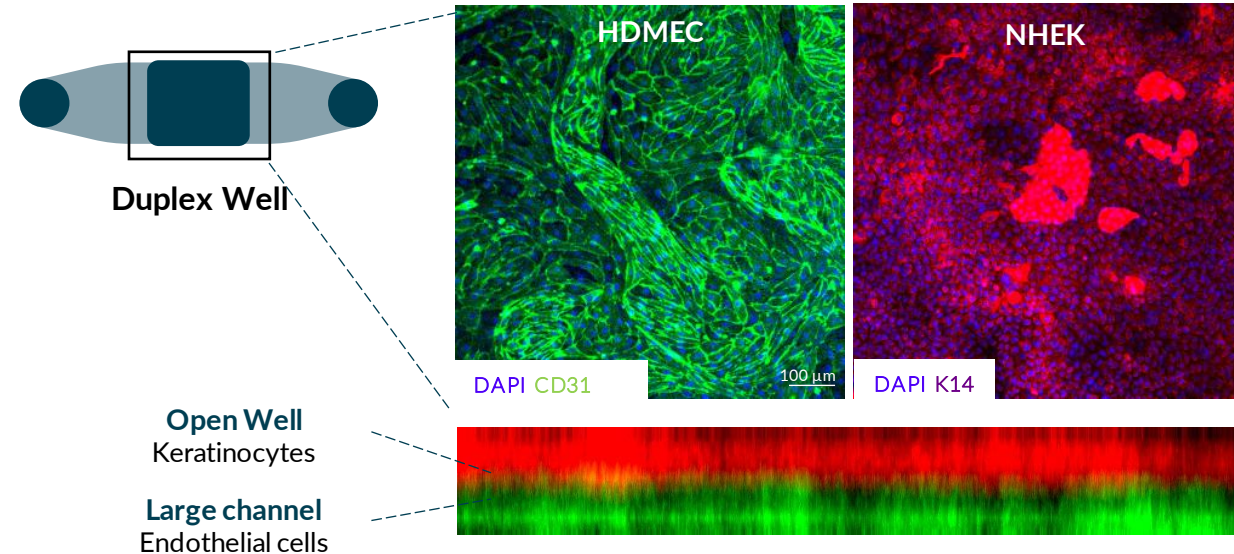 HDMEC
NHEK
Duplex Well
DAPI CD31
100 µm
DAPI K14
Open Well
Keratinocytes
Large channel
Endothelial cells